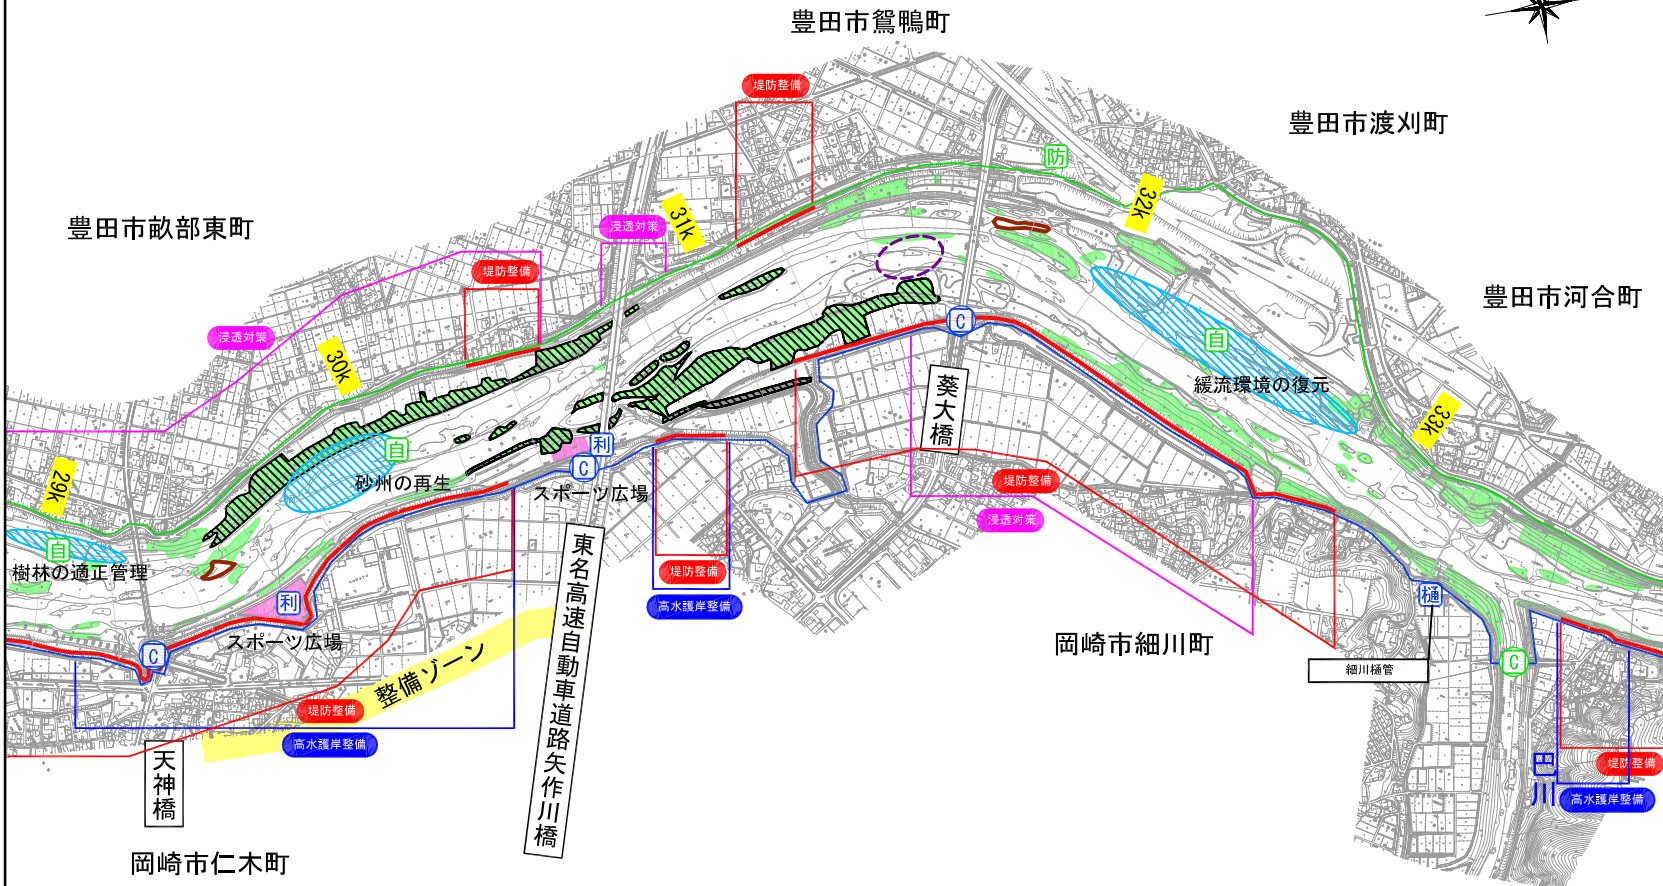 豊田市鴛鴨町
堤防整備
豊田市渡刈町
防
32k
31k
豊田市畝部東町
浸透対策
堤防整備
豊田市河合町
浸透対策
C
自
30k
緩流環境の復元
葵大橋
33k
利
自
C
29k
砂州の再生
スポーツ広場
堤防整備
浸透対策
自
樹林の適正管理
東名高速自動車道路矢作川橋
堤防整備
高水護岸整備
利
樋
スポーツ広場
岡崎市細川町
C
C
細川樋管
整備ゾーン
堤防整備
高水護岸整備
天神橋
巴川
堤防整備
高水護岸整備
岡崎市仁木町